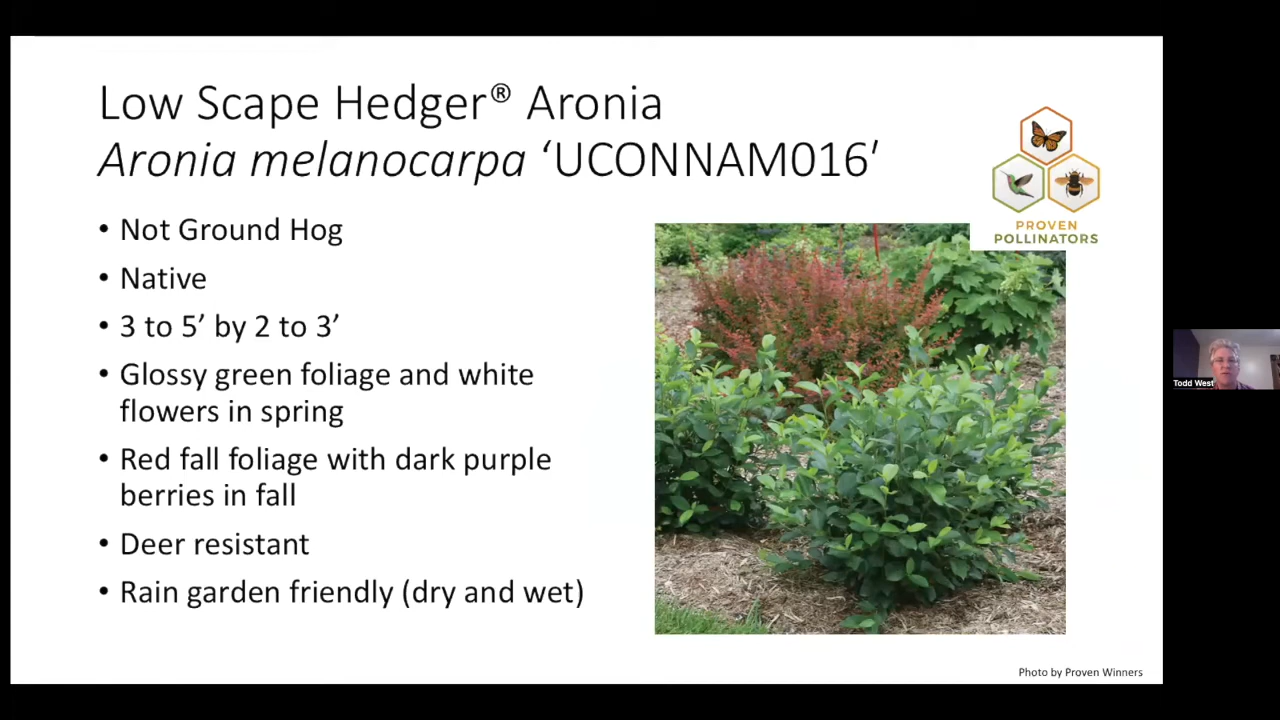 Low Scape Hedger® Aronia
Aronia melanocarpa ‘UCONNAM016’
• Not Ground Hog
• Native
• 3 to 5’ by 2 to 3’
• Glossy green foliage and white
flowers in spring
• Red fall foliage with dark purple
berries in fall
• Deer resistant
• Rain garden friendly (dry and wet)
PROVEN
POLLINATORS
Todd West
Photo by Proven Winners